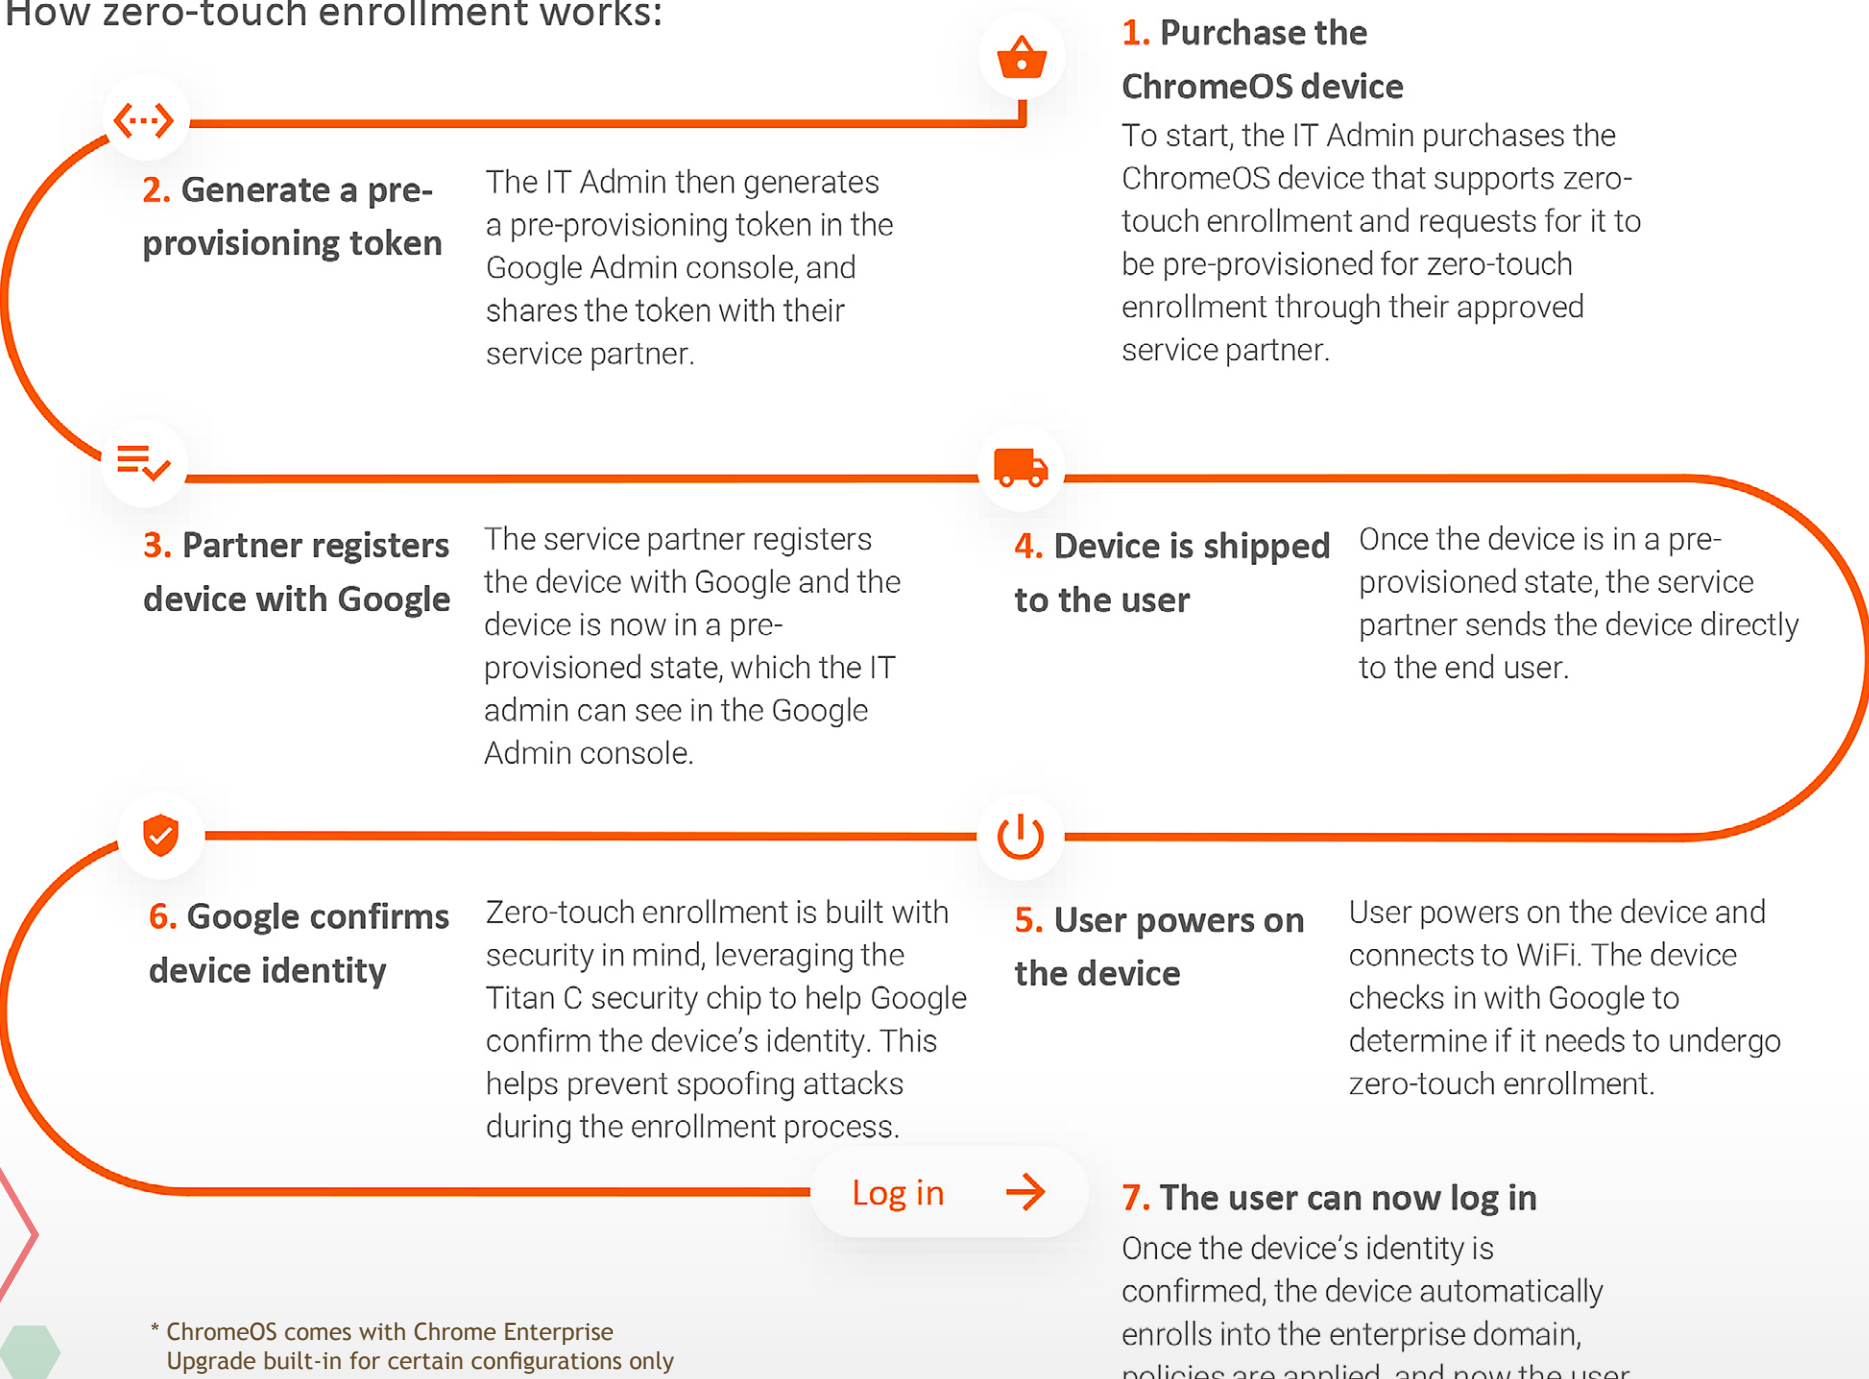 How zero-touch enrollment works:
1. Purchase the
ChromeOS device
To start, the IT Admin purchases the
ChromeOS device that supports zero-
touch enrollment and requests for it to
be pre-provisioned for zero-touch
enrollment through their approved
service partner.
2. Generate a pre-
provisioning token
The IT Admin then generates
a pre-provisioning token in the
Google Admin console, and
shares the token with their
service partner.
3. Partner registers
device with Google
The service partner registers
the device with Google and the
device is now in a pre-
provisioned state, which the IT
admin can see in the Google
Admin console.
4. Device is shipped
to the user
Once the device is in a pre-
provisioned state, the service
partner sends the device directly
to the end user.
5. User powers on
the device
User powers on the device and
connects to WiFi. The device
checks in with Google to
determine if it needs to undergo
zero-touch enrollment.
6. Google confirms
device identity
Zero-touch enrollment is built with
security in mind, leveraging the
Titan C security chip to help Google
confirm the device's identity. This
helps prevent spoofing attacks
during the enrollment process.
Log in
7. The user can now log in
Once the device's identity is
confirmed, the device automatically
enrolls into the enterprise domain,
policies are applied, and now the user
* ChromeOS comes with Chrome Enterprise
Upgrade built-in for certain configurations only